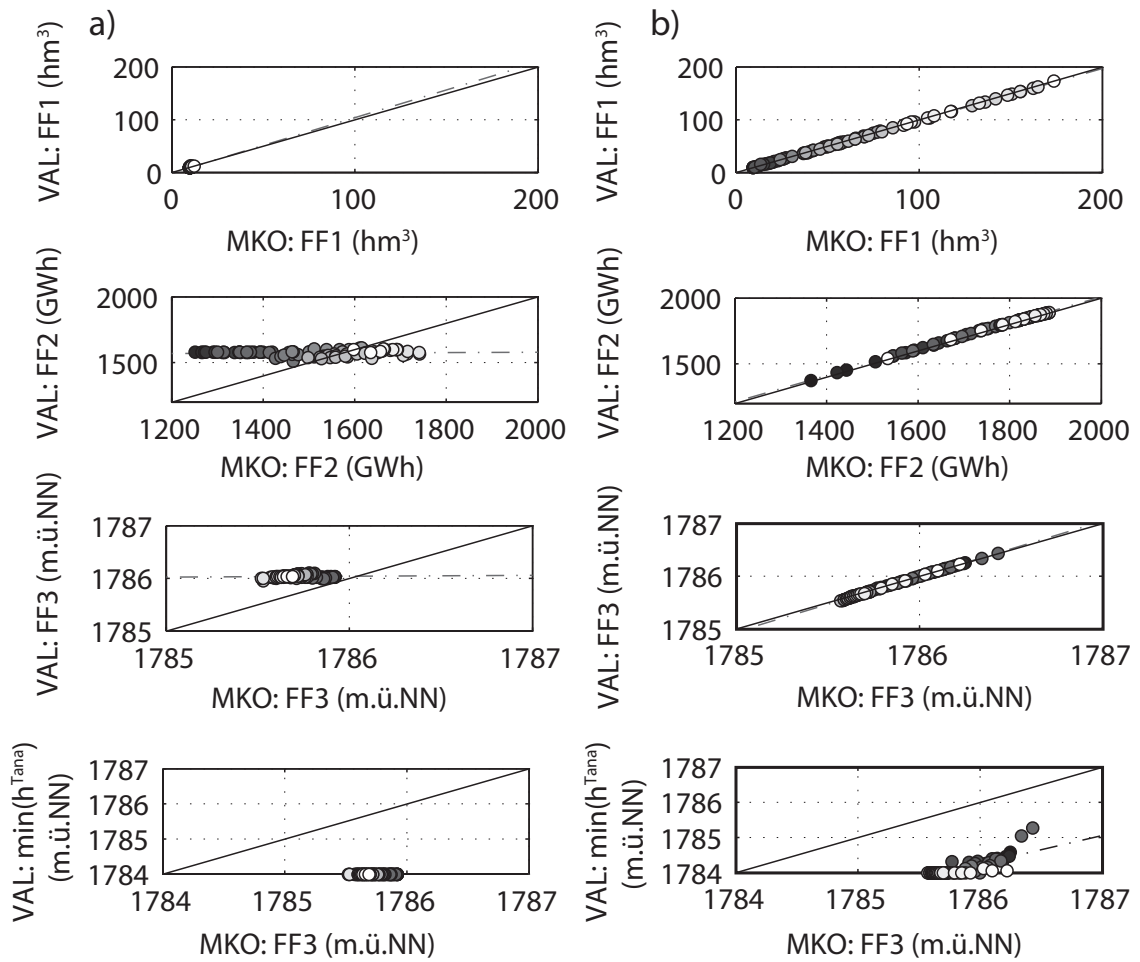 a)
VAL: FF1 (hm³)
200
100
0
0 100 200
MKO: FF1 (hm³)
VAL: FF2 (GWh)
2000
1500
1200 1400 1600 1800 2000
MKO: FF2 (GWh)
VAL: FF3 (m.ü.NN)
1787
1786
1785
1785 1786 1787
MKO: FF3 (m.ü.NN)
VAL: min(h^Tana)
(m.ü.NN)
1787
1786
1785
1784
1784 1785 1786 1787
MKO: FF3 (m.ü.NN)
b)
VAL: FF1 (hm³)
200
100
0
0 100 200
MKO: FF1 (hm³)
VAL: FF2 (GWh)
2000
1500
1200 1400 1600 1800 2000
MKO: FF2 (GWh)
VAL: FF3 (m.ü.NN)
1787
1786
1785
1785 1786 1787
MKO: FF3 (m.ü.NN)
VAL: min(h^Tana)
(m.ü.NN)
1787
1786
1785
1784
1784 1785 1786 1787
MKO: FF3 (m.ü.NN)